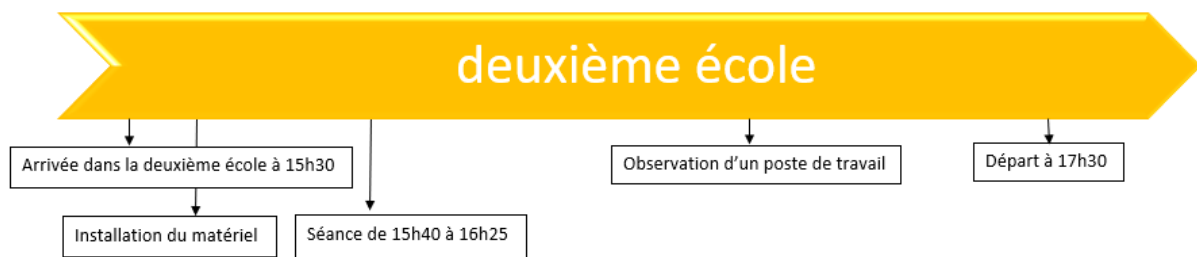 deuxième école
Arrivée dans la deuxième école à 15h30
Observation d’un poste de travail
Départ à 17h30
Installation du matériel
Séance de 15h40 à 16h25